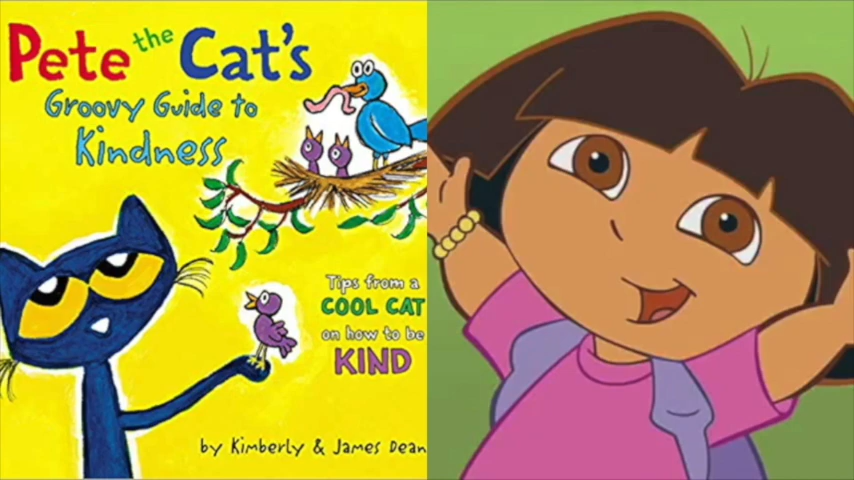 Pete the Cat's
Groovy Guide to
Kindness
Tips from a
COOL CAT
on how to be
KIND
by Kimberly & James Dean